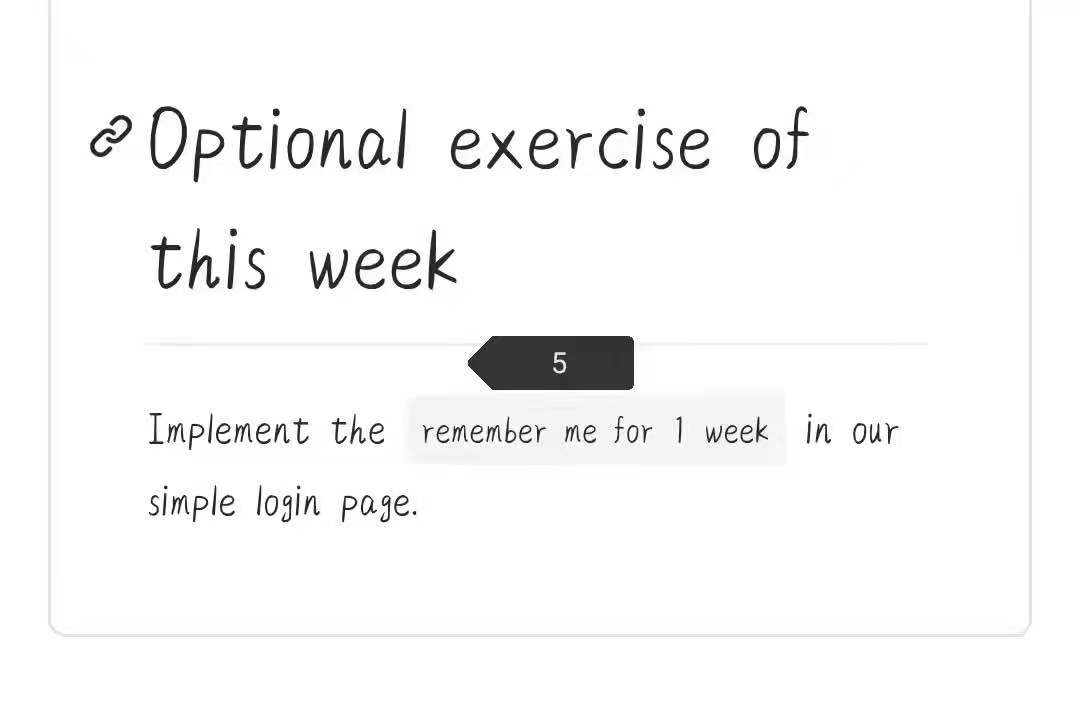 Optional exercise of
this week
5
Implement the remember me for 1 week in our
simple login page.